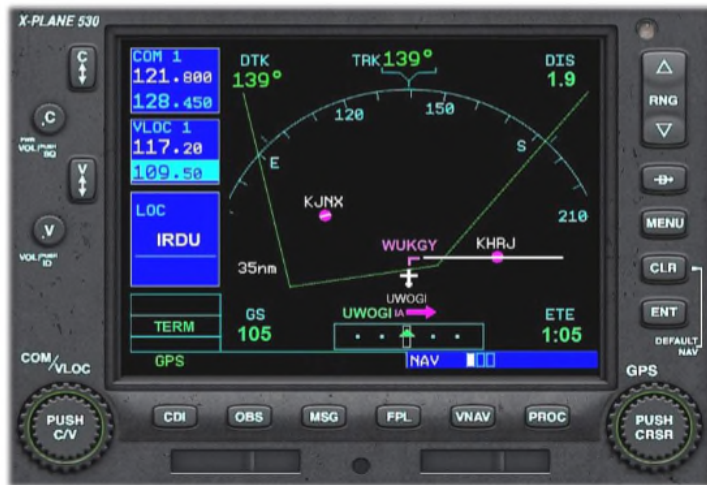 X-PLANE 530
C
.C
PWR
VOL/PUSH SQ
V
.V
VOL/PUSH ID
COM/VLOC
PUSH C/V
COM 1
121.800
128.450
VLOC 1
117.20
109.50
LOC
IRDU
TERM
GPS
DTK
139°
TRK 139°
DIS
1.9
120
150
E
S
210
KJNX
WUKGY
KHRJ
35nm
UWOGI
GS
105
UWOGI IA
ETE
1:05
NAV
RNG
D
MENU
CLR
ENT
DEFAULT NAV
GPS
PUSH CRSR
CDI
OBS
MSG
FPL
VNAV
PROC